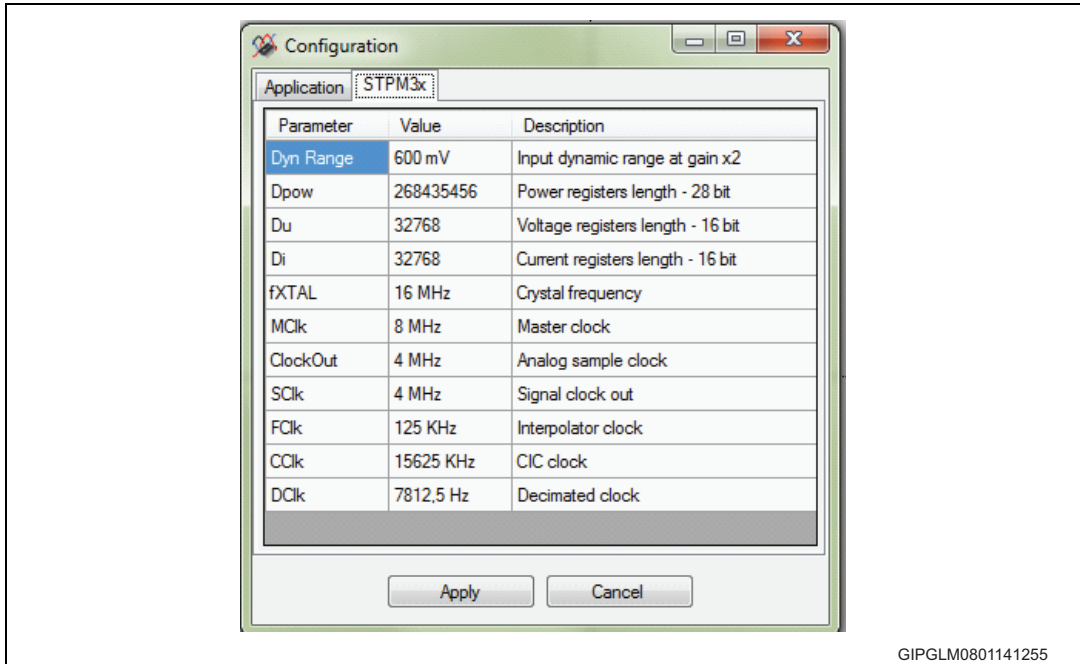 Configuration
Application STPM3x
Parameter Value Description
Dyn Range 600 mV Input dynamic range at gain x2
Dpow 268435456 Power registers length - 28 bit
Du 32768 Voltage registers length - 16 bit
Di 32768 Current registers length - 16 bit
fXTAL 16 MHz Crystal frequency
MClk 8 MHz Master clock
ClockOut 4 MHz Analog sample clock
SClk 4 MHz Signal clock out
FClk 125 KHz Interpolator clock
CClk 15625 KHz CIC clock
DClk 7812,5 Hz Decimated clock
Apply Cancel
GIPGLM0801141255